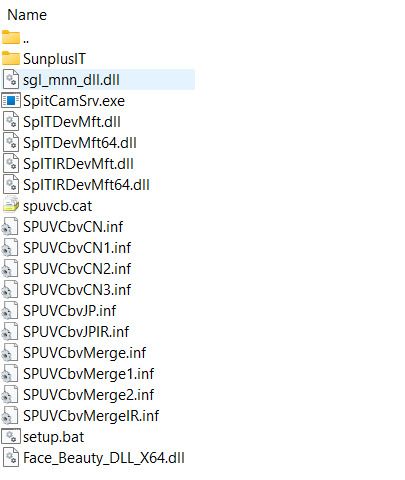 Name
..
SunplusIT
sgl_mnn_dll.dll
SpitCamSrv.exe
SpITDevMft.dll
SpITDevMft64.dll
SpITIRDevMft.dll
SpITIRDevMft64.dll
spuvcb.cat
SPUVCbvCN.inf
SPUVCbvCN1.inf
SPUVCbvCN2.inf
SPUVCbvCN3.inf
SPUVCbvJP.inf
SPUVCbvJPIR.inf
SPUVCbvMerge.inf
SPUVCbvMerge1.inf
SPUVCbvMerge2.inf
SPUVCbvMergeIR.inf
setup.bat
Face_Beauty_DLL_X64.dll